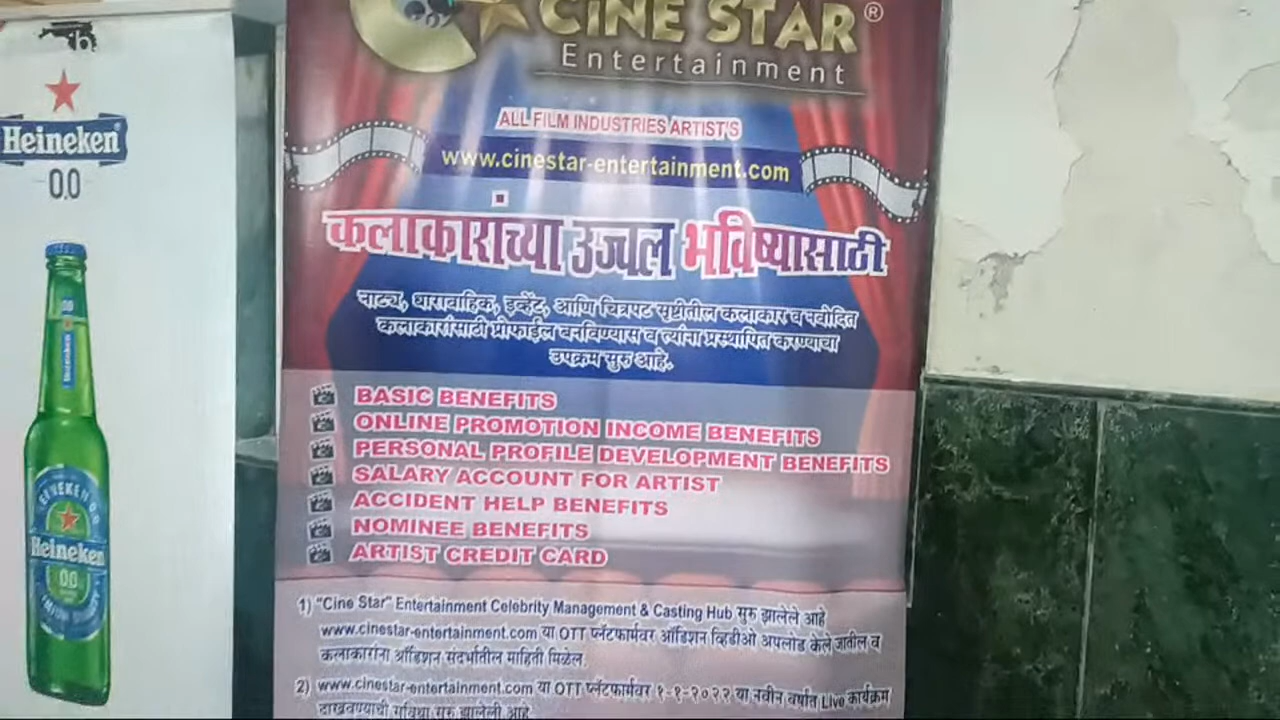 CiNE STAR®
Entertainment
ALL FILM INDUSTRIES ARTIST'S
www.cinestar-entertainment.com
कलाकारांच्या उज्वल भविष्यासाठी
नाट्य, धारावाहिक, इव्हेंट, आणि चित्रपट सृष्टीतील कलाकार व नवोदित
कलाकारांसाठी प्रोफाईल बनविण्यास व त्यांना प्रस्थापित करण्याचा
उपक्रम सुरु आहे.
BASIC BENEFITS
ONLINE PROMOTION INCOME BENEFITS
PERSONAL PROFILE DEVELOPMENT BENEFITS
SALARY ACCOUNT FOR ARTIST
ACCIDENT HELP BENEFITS
NOMINEE BENEFITS
ARTIST CREDIT CARD
1) "Cine Star" Entertainment Celebrity Management & Casting Hub सुरु झालेले आहे
www.cinestar-entertainment.com या OTT प्लॅटफार्मवर ऑडिशन व्हिडीओ अपलोड केले जातील व
कलाकारांना ऑडिशन संदर्भातील माहिती मिळेल.
2) www.cinestar-entertainment.com या OTT प्लॅटफार्मवर १-१-२०२२ या नवीन वर्षात Live कार्यक्रम
दाखवण्याची सुविधा सुरु झालेली आहे.
Heineken
0.0
HEINEKEN 0.0
Heineken
0.0